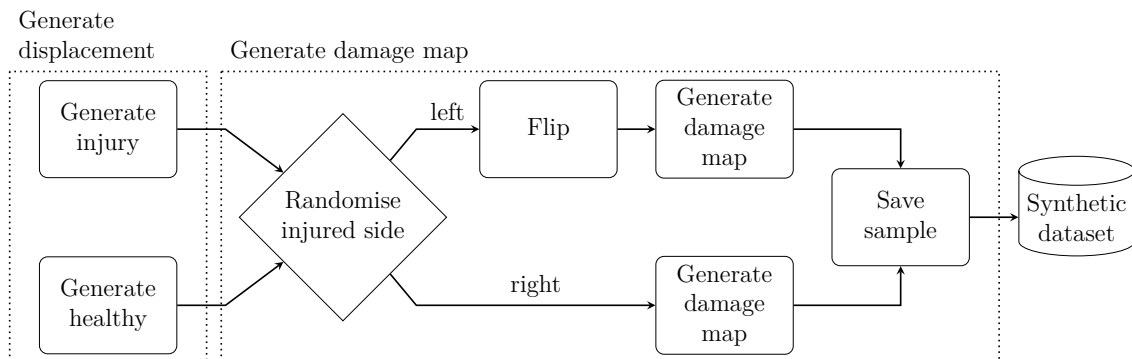 Generate
displacement
Generate damage map
Generate
injury
Generate
healthy
Randomise
injured side
left
Flip
Generate
damage
map
right
Generate
damage
map
Save
sample
Synthetic
dataset